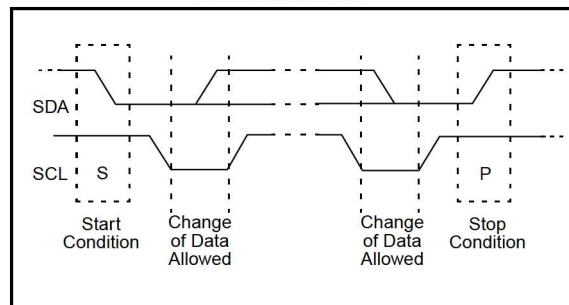 SDA
SCL
S
P
Start
Condition
Change
of Data
Allowed
Change
of Data
Allowed
Stop
Condition